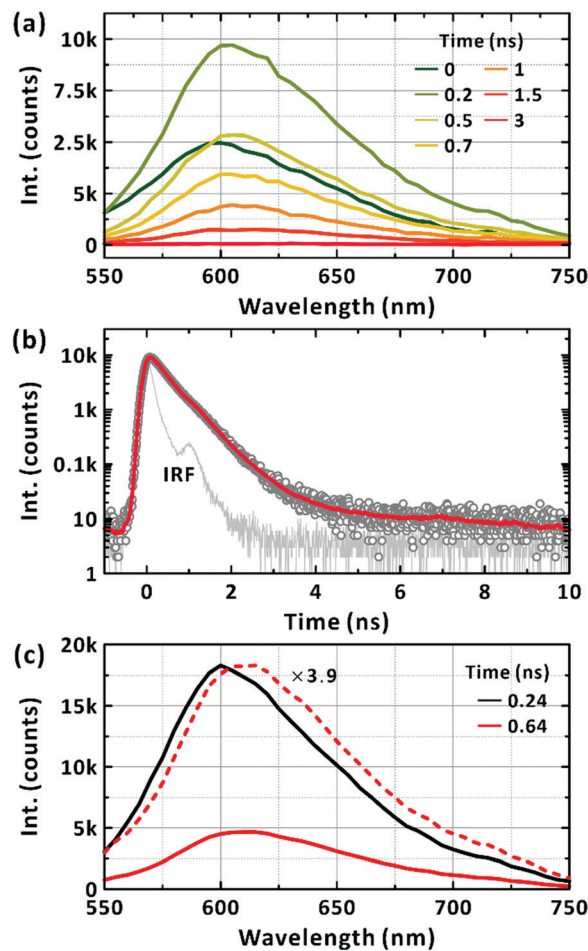 (a)
Int. (counts)
10k
7.5k
2.5k
5k
0
Time (ns)
0 1
0.2 1.5
0.5 3
0.7
550 600 650 700 750
Wavelength (nm)
(b)
Int. (counts)
10k
1k
0.1k
10
1
IRF
0 2 4 6 8 10
Time (ns)
(c)
Int. (counts)
20k
15k
10k
5k
0
×3.9
Time (ns)
0.24
0.64
550 600 650 700 750
Wavelength (nm)